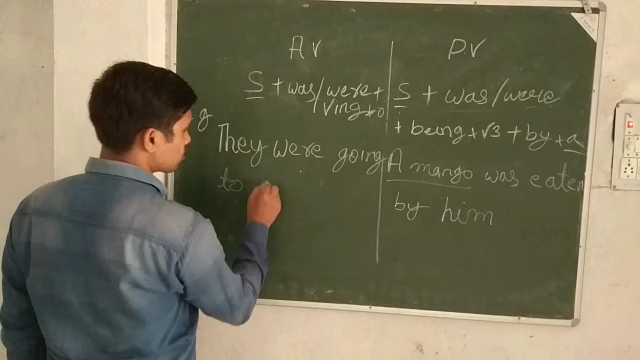 Av
S + was/were +
ving + o
eg
They were going
to
PV
S + was/were
+ being + v3 + by + a
A mango was eaten
by him